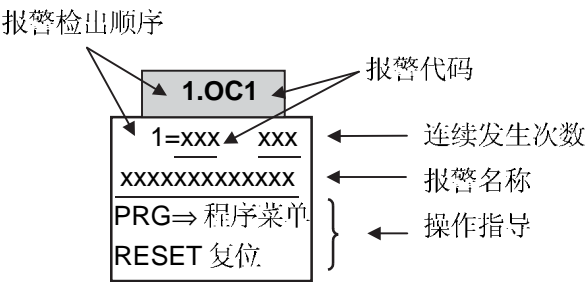 报警检出顺序
报警代码
1.OC1
1=xxx xxx
连续发生次数
xxxxxxxxxxxxx
报警名称
PRG⇒ 程序菜单
操作指导
RESET 复位